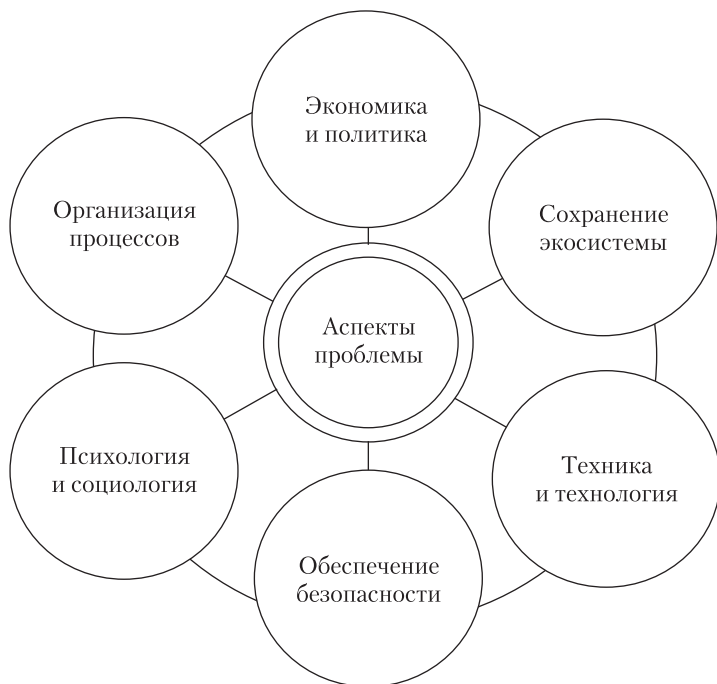 Экономика
и политика
Организация
процессов
Сохранение
экосистемы
Аспекты
проблемы
Психология
и социология
Техника
и технология
Обеспечение
безопасности